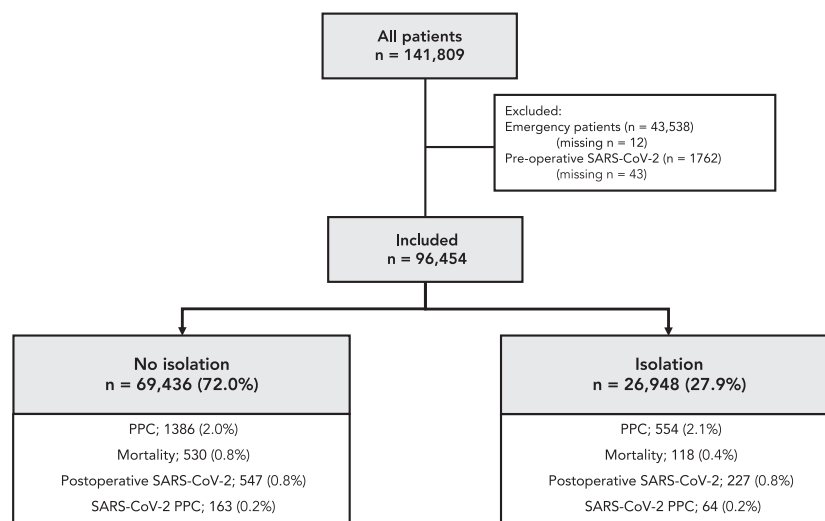 All patients
n = 141,809
Excluded:
Emergency patients (n = 43,538)
(missing n = 12)
Pre-operative SARS-CoV-2 (n = 1762)
(missing n = 43)
Included
n = 96,454
No isolation
n = 69,436 (72.0%)
PPC; 1386 (2.0%)
Mortality; 530 (0.8%)
Postoperative SARS-CoV-2; 547 (0.8%)
SARS-CoV-2 PPC; 163 (0.2%)
Isolation
n = 26,948 (27.9%)
PPC; 554 (2.1%)
Mortality; 118 (0.4%)
Postoperative SARS-CoV-2; 227 (0.8%)
SARS-CoV-2 PPC; 64 (0.2%)